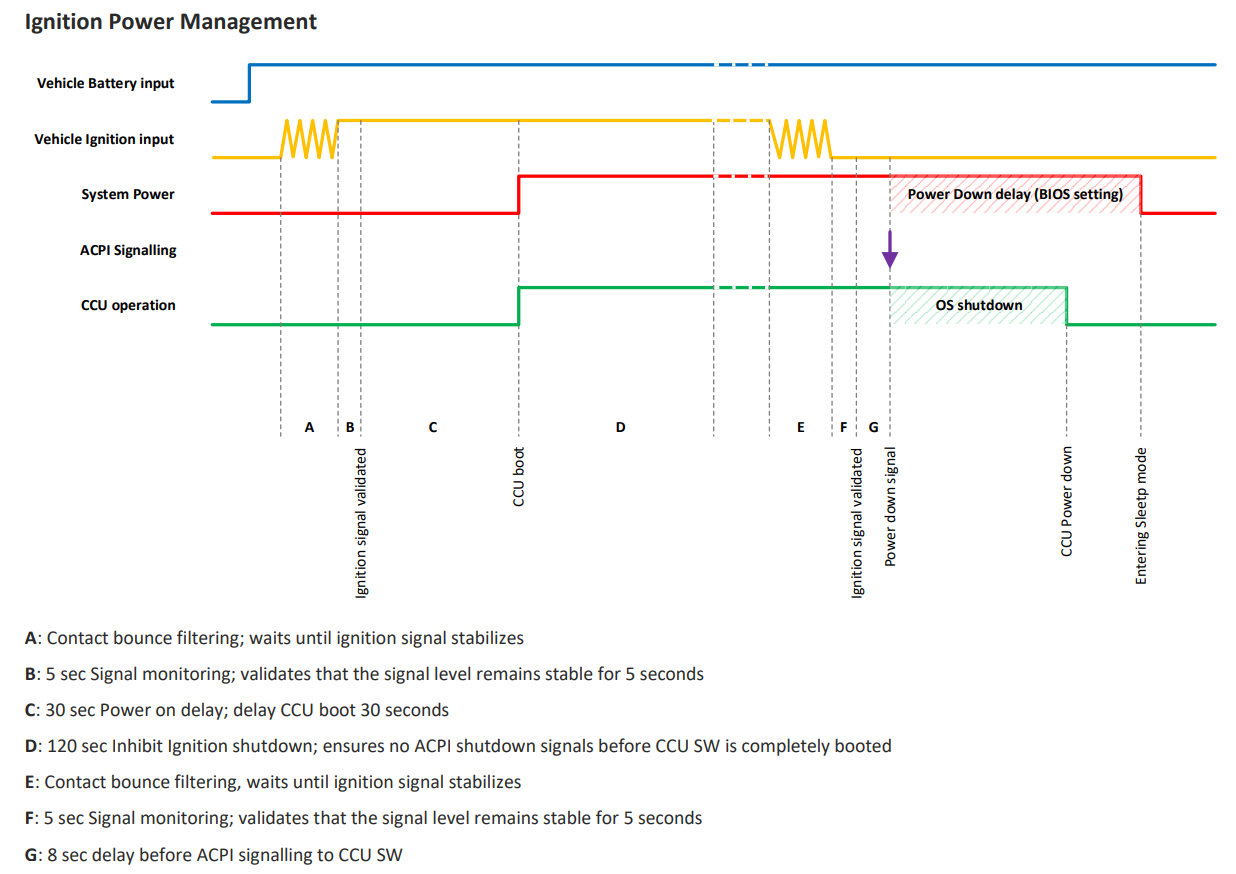 Ignition Power Management
Vehicle Battery input
Vehicle Ignition input
System Power
Power Down delay (BIOS setting)
ACPI Signalling
CCU operation
OS shutdown
A
B
C
D
E
F
G
Ignition signal validated
CCU boot
Ignition signal validated
Power down signal
CCU Power down
Entering Sleetp mode
A: Contact bounce filtering; waits until ignition signal stabilizes
B: 5 sec Signal monitoring; validates that the signal level remains stable for 5 seconds
C: 30 sec Power on delay; delay CCU boot 30 seconds
D: 120 sec Inhibit Ignition shutdown; ensures no ACPI shutdown signals before CCU SW is completely booted
E: Contact bounce filtering, waits until ignition signal stabilizes
F: 5 sec Signal monitoring; validates that the signal level remains stable for 5 seconds
G: 8 sec delay before ACPI signalling to CCU SW